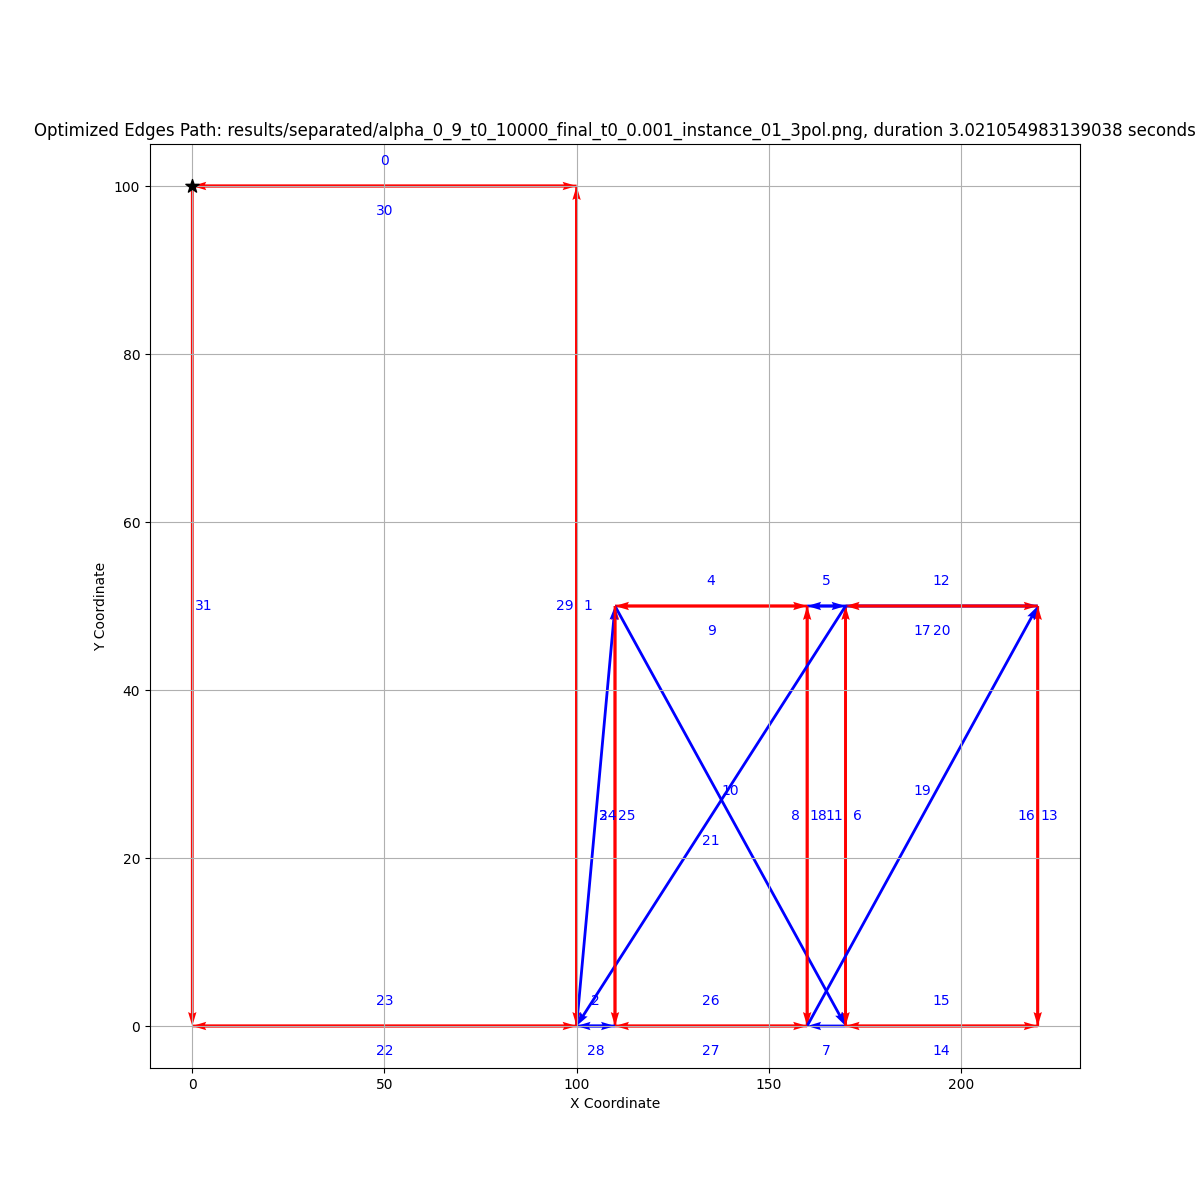 Optimized Edges Path: results/separated/alpha_0_9_t0_10000_final_t0_0.001_instance_01_3pol.png, duration 3.021054983139038 seconds
0
100
30
80
60
4 5 12
31 29 1
9 17 20
Y Coordinate
40
10 19
24 25 8 18 11 6 16 13
21
20
23 2 26 15
0
22 28 27 7 14
0 50 100 150 200
X Coordinate